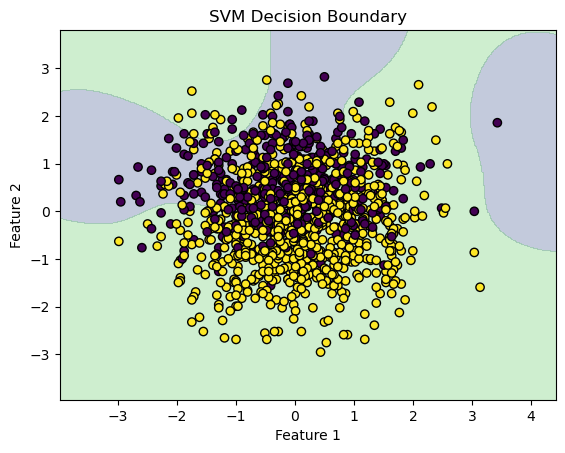 SVM Decision Boundary
Feature 2
3
2
1
0
−1
−2
−3
−3 −2 −1 0 1 2 3 4
Feature 1